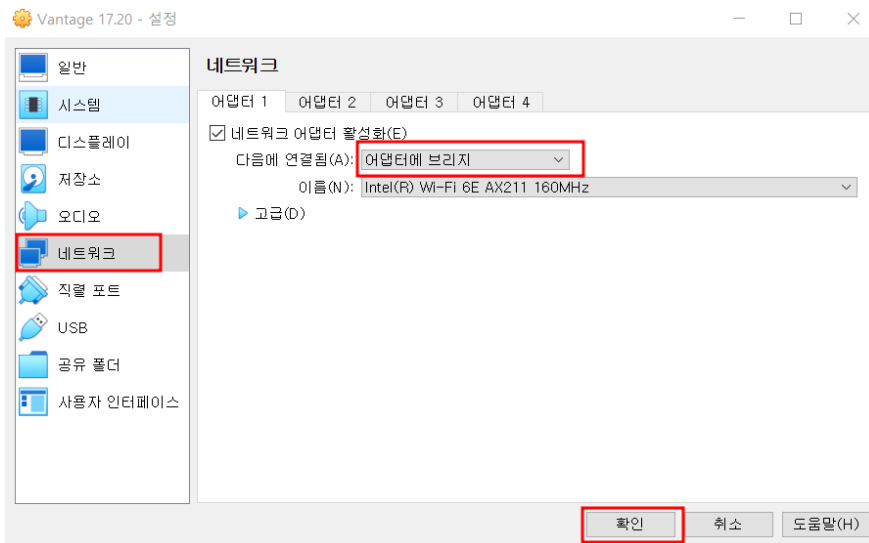 Vantage 17.20 - 설정
일반
시스템
디스플레이
저장소
오디오
네트워크
직렬 포트
USB
공유 폴더
사용자 인터페이스
네트워크
어댑터 1 어댑터 2 어댑터 3 어댑터 4
네트워크 어댑터 활성화(E)
다음에 연결됨(A): 어댑터에 브리지
이름(N): Intel(R) Wi-Fi 6E AX211 160MHz
고급(D)
확인 취소 도움말(H)